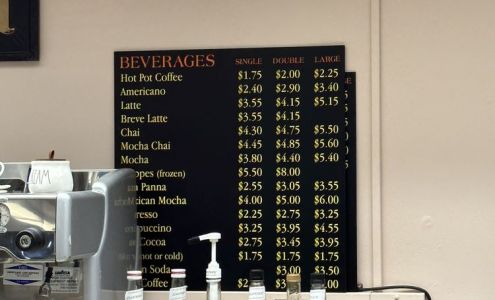 BEVERAGES SINGLE DOUBLE LARGE
Hot Pot Coffee $1.75 $2.00 $2.25
Americano $2.40 $2.90 $3.40
Latte $3.55 $4.15 $5.15
Breve Latte $3.55 $4.15
Chai $4.30 $4.75 $5.50
Mocha Chai $4.45 $4.85 $5.60
Mocha $3.80 $4.40 $5.40
(frozen) $5.50 $8.00
Panna $2.55 $3.05 $3.55
Mexican Mocha $4.00 $5.00 $6.00
$2.25 $2.75 $3.25
$3.25 $3.95 $4.55
Cocoa $2.75 $3.45 $3.95
or cold) $1.75 $1.75 $1.75
Soda $3.00 $3.50
Coffee